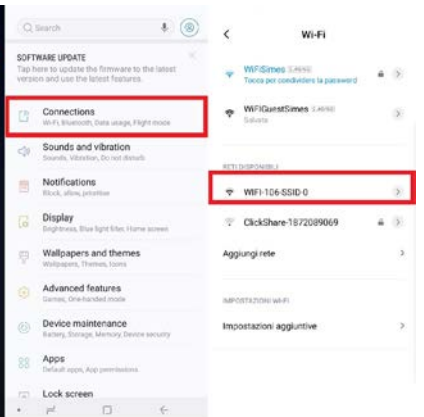 Search
SOFTWARE UPDATE
Tap here to update the firmware to the latest
version and use the latest features.
Connections
Wi-Fi, Bluetooth, Data usage, Flight mode
Sounds and vibration
Sounds, Vibration, Do not disturb
Notifications
Block, allow, prioritise
Display
Brightness, Blue light filter, Home screen
Wallpapers and themes
Wallpapers, Themes, Icons
Advanced features
Games, One-handed mode
Device maintenance
Battery, Storage, Memory, Device security
Apps
Default apps, App permissions
Lock screen
Wi-Fi
WiFiSimes
Tocca per condividere la password
WiFiGuestSimes
Salvata
RETI DISPONIBILI
WIFI-106-SSID-0
ClickShare-1872089069
Aggiungi rete
IMPOSTAZIONI WI-FI
Impostazioni aggiuntive